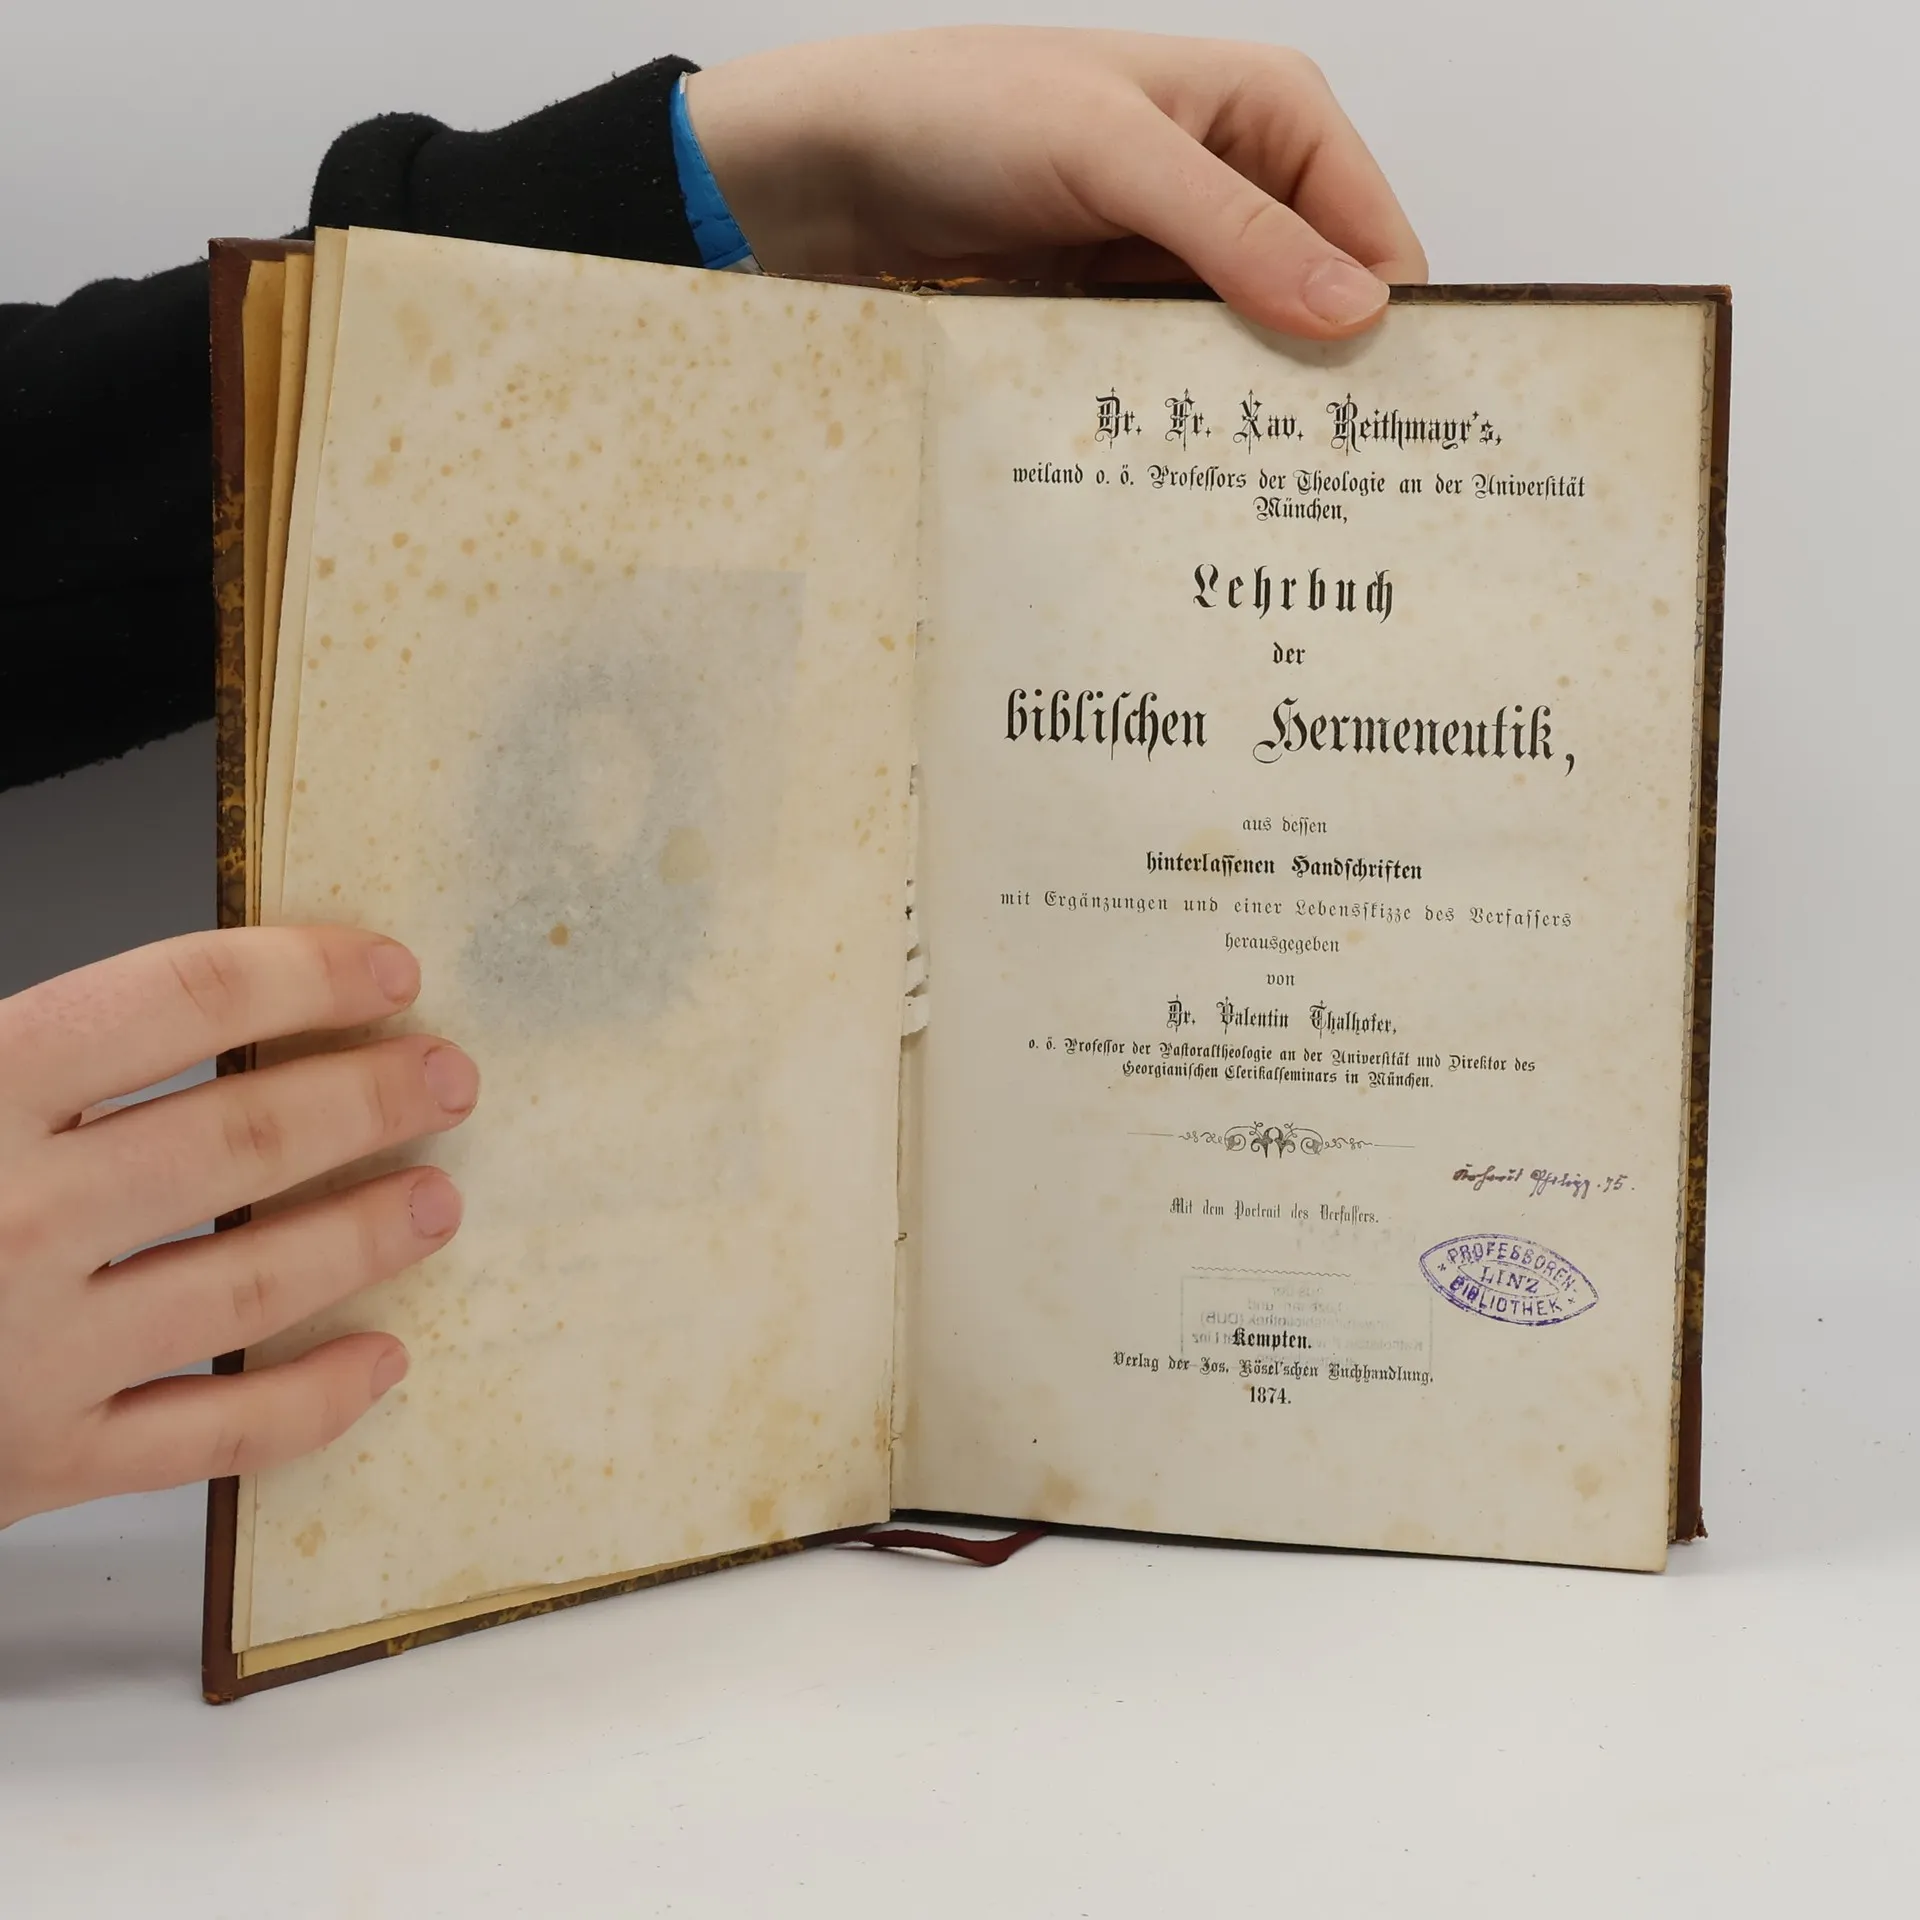 Dr. Fr. Xav. Reithmayr's,
weiland o. ö. Professors der Theologie an der Universität
München,
Lehrbuch
der
biblischen Hermeneutik,
aus dessen
hinterlassenen Handschriften
mit Ergänzungen und einer Lebensskizze des Verfassers
herausgegeben
von
Dr. Valentin Thalhofer,
o. ö. Professor der Pastoraltheologie an der Universität und Direktor des
Georgianischen Clerikalseminars in München.
Mit dem Portrait des Verfassers.
PROFESSOREN-
LINZ
BIBLIOTHEK
Kempten.
Verlag der Jos. Kösel'schen Buchhandlung.
1874.